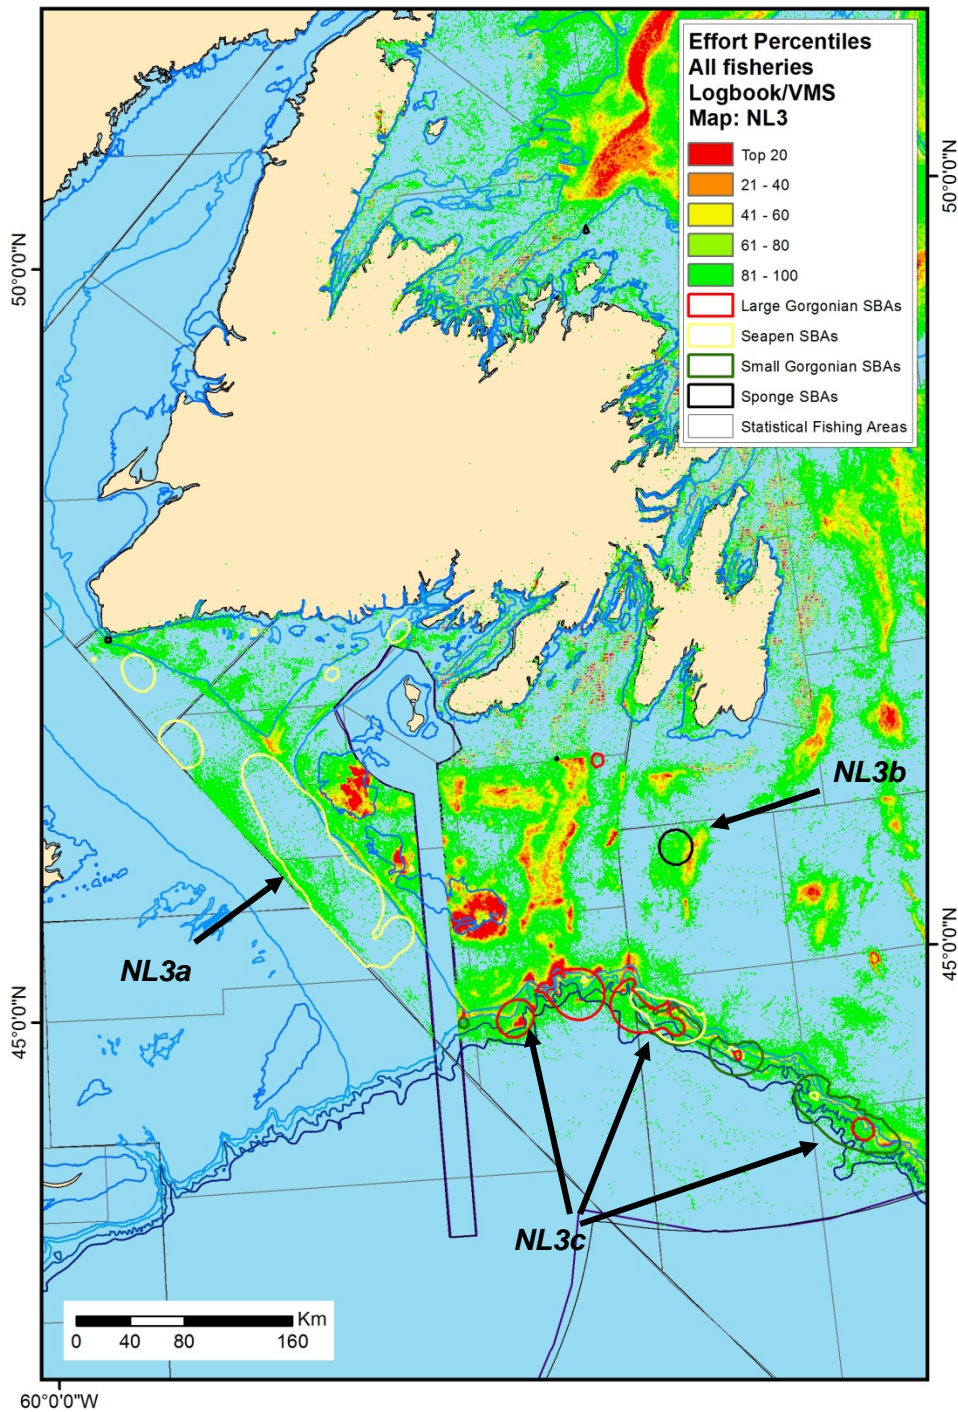 Effort Percentiles
All fisheries
Logbook/VMS
Map: NL3
Top 20
21 - 40
41 - 60
61 - 80
81 - 100
Large Gorgonian SBAs
Seapen SBAs
Small Gorgonian SBAs
Sponge SBAs
Statistical Fishing Areas
50°0'0"N
50°0'0"N
NL3b
NL3a
45°0'0"N
45°0'0"N
NL3c
Km
0 40 80 160
60°0'0"W